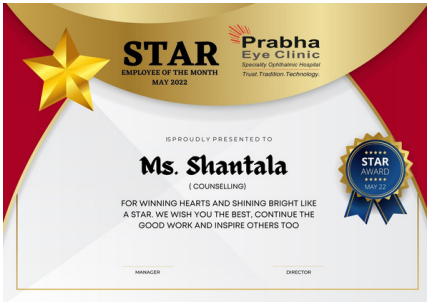 STAR
EMPLOYEE OF THE MONTH
MAY 2022
Prabha
Eye Clinic
Speciality Ophthalmic Hospital
Trust.Tradition.Technology.
ISPROUDLY PRESENTED TO
Ms. Shantala
( COUNSELLING)
FOR WINNING HEARTS AND SHINING BRIGHT LIKE
A STAR. WE WISH YOU THE BEST, CONTINUE THE
GOOD WORK AND INSPIRE OTHERS TOO
STAR
AWARD
MAY 22
MANAGER
DIRECTOR